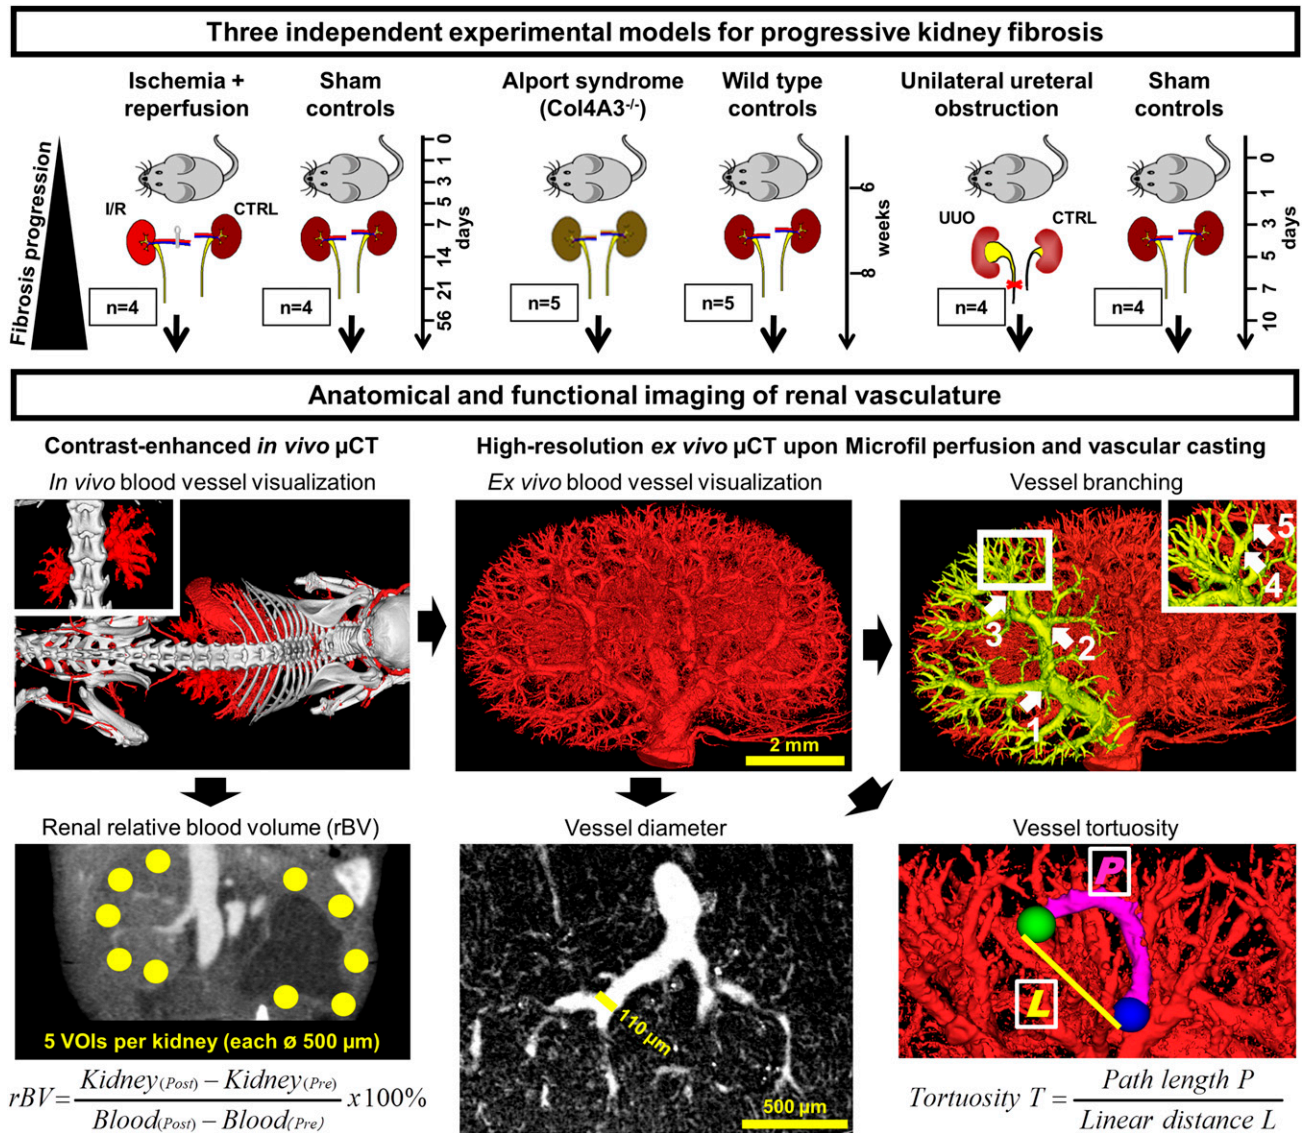 Three independent experimental models for progressive kidney fibrosis
Ischemia +
reperfusion
Sham
controls
Alport syndrome
(Col4A3-/-)
Wild type
controls
Unilateral ureteral
obstruction
Sham
controls
Fibrosis progression
I/R
CTRL
n=4
n=4
0
1
3
5
7
14
21
56
days
n=5
n=5
6
8
weeks
UUO
CTRL
n=4
n=4
0
1
3
5
7
10
days
Anatomical and functional imaging of renal vasculature
Contrast-enhanced in vivo µCT
High-resolution ex vivo µCT upon Microfil perfusion and vascular casting
In vivo blood vessel visualization
Ex vivo blood vessel visualization
Vessel branching
2 mm
1
2
3
4
5
Renal relative blood volume (rBV)
Vessel diameter
Vessel tortuosity
5 VOIs per kidney (each ø 500 µm)
110 µm
500 µm
P
L
rBV = Kidney(Post) – Kidney(Pre) / Blood(Post) – Blood(Pre) x100%
Tortuosity T = Path length P / Linear distance L